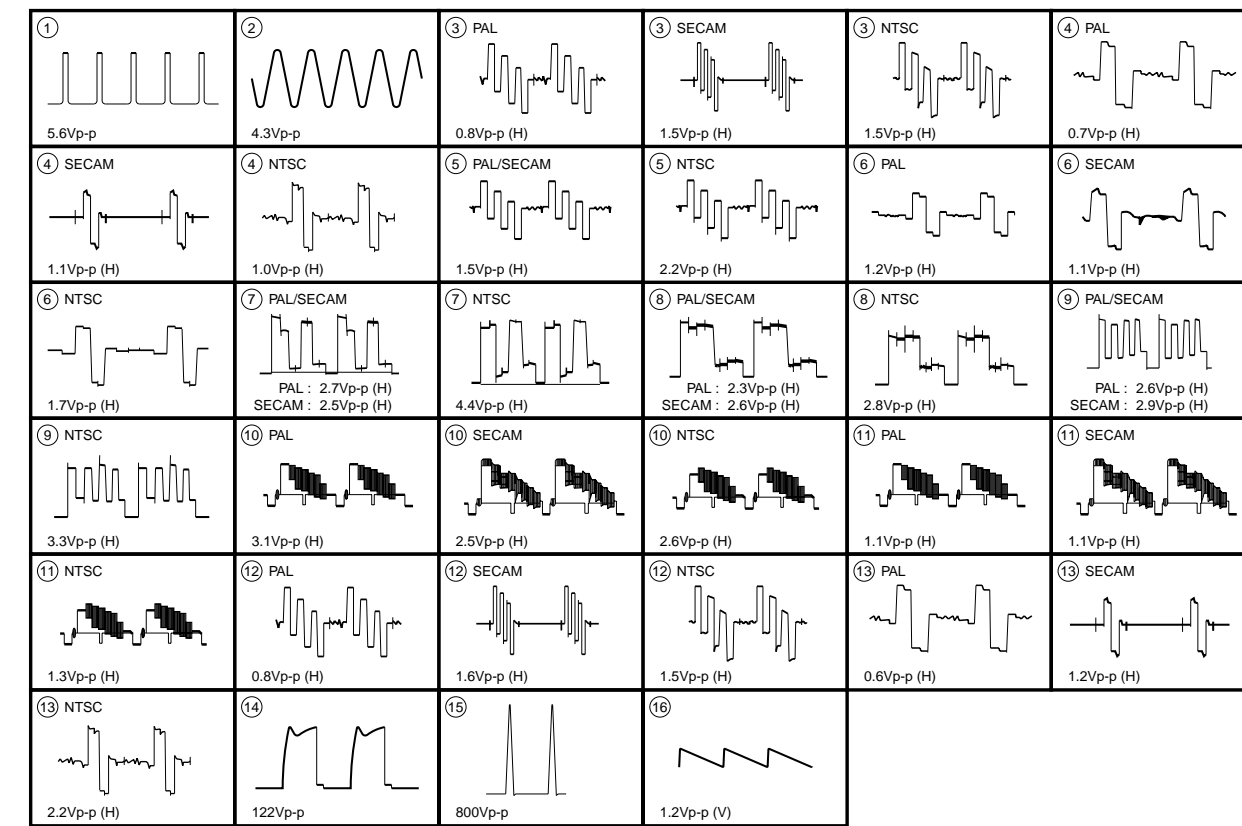 ① 
5.6Vp-p
②
4.3Vp-p
③ PAL
0.8Vp-p (H)
③ SECAM
1.5Vp-p (H)
③ NTSC
1.5Vp-p (H)
④ PAL
0.7Vp-p (H)
④ SECAM
1.1Vp-p (H)
④ NTSC
1.0Vp-p (H)
⑤ PAL/SECAM
1.5Vp-p (H)
⑤ NTSC
2.2Vp-p (H)
⑥ PAL
1.2Vp-p (H)
⑥ SECAM
1.1Vp-p (H)
⑥ NTSC
1.7Vp-p (H)
⑦ PAL/SECAM
PAL : 2.7Vp-p (H)
SECAM : 2.5Vp-p (H)
⑦ NTSC
4.4Vp-p (H)
⑧ PAL/SECAM
PAL : 2.3Vp-p (H)
SECAM : 2.6Vp-p (H)
⑧ NTSC
2.8Vp-p (H)
⑨ PAL/SECAM
PAL : 2.6Vp-p (H)
SECAM : 2.9Vp-p (H)
⑨ NTSC
3.3Vp-p (H)
⑩ PAL
3.1Vp-p (H)
⑩ SECAM
2.5Vp-p (H)
⑩ NTSC
2.6Vp-p (H)
⑪ PAL
1.1Vp-p (H)
⑪ SECAM
1.1Vp-p (H)
⑪ NTSC
1.3Vp-p (H)
⑫ PAL
0.8Vp-p (H)
⑫ SECAM
1.6Vp-p (H)
⑫ NTSC
1.5Vp-p (H)
⑬ PAL
0.6Vp-p (H)
⑬ SECAM
1.2Vp-p (H)
⑬ NTSC
2.2Vp-p (H)
⑭
122Vp-p
⑮
800Vp-p
⑯
1.2Vp-p (V)